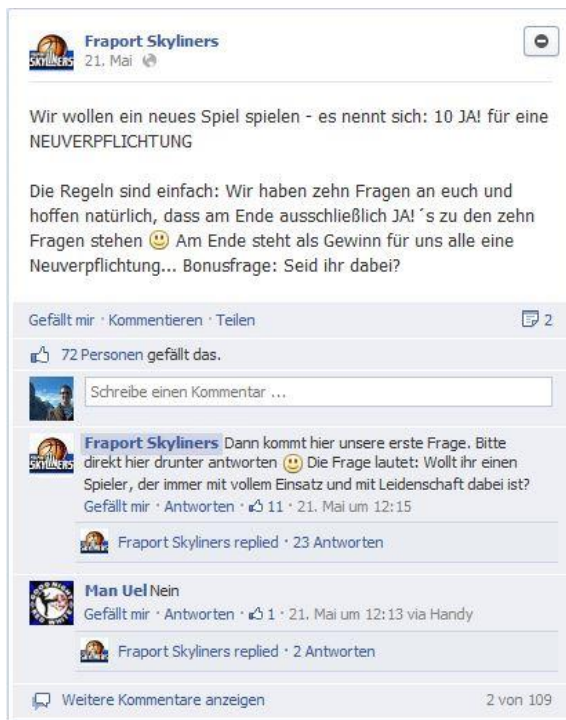 Fraport Skyliners
21. Mai
Wir wollen ein neues Spiel spielen - es nennt sich: 10 JA! für eine
NEUVERPFLICHTUNG
Die Regeln sind einfach: Wir haben zehn Fragen an euch und
hoffen natürlich, dass am Ende ausschließlich JA!´s zu den zehn
Fragen stehen Am Ende steht als Gewinn für uns alle eine
Neuverpflichtung... Bonusfrage: Seid ihr dabei?
Gefällt mir · Kommentieren · Teilen 2
72 Personen gefällt das.
Schreibe einen Kommentar ...
Fraport Skyliners Dann kommt hier unsere erste Frage. Bitte
direkt hier drunter antworten Die Frage lautet: Wollt ihr einen
Spieler, der immer mit vollem Einsatz und mit Leidenschaft dabei ist?
Gefällt mir · Antworten · 11 · 21. Mai um 12:15
Fraport Skyliners replied · 23 Antworten
Man Uel Nein
Gefällt mir · Antworten · 1 · 21. Mai um 12:13 via Handy
Fraport Skyliners replied · 2 Antworten
Weitere Kommentare anzeigen 2 von 109